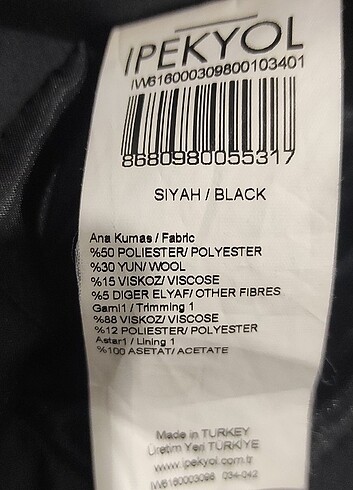 IPEKYOL
IW616000309800103401
8680980055317
SIYAH / BLACK
Ana Kumas / Fabric
%50 POLIESTER/ POLYESTER
%30 YUN/ WOOL
%15 VISKOZ/ VISCOSE
%5 DIGER ELYAF/ OTHER FIBRES
Garni1 / Trimming 1
%88 VISKOZ/ VISCOSE
%12 POLIESTER/ POLYESTER
Astar1 / Lining 1
%100 ASETAT/ ACETATE
Made in TURKEY
Üretim Yeri TÜRKİYE
www.ipekyol.com.tr
IW6160003098 034-042